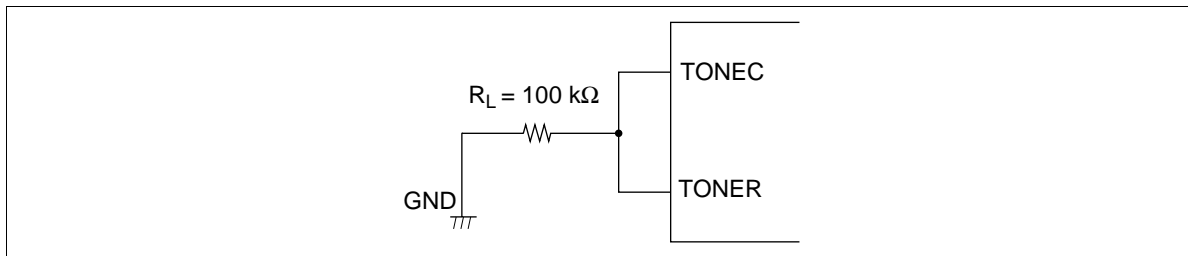 TONEC
R_L = 100 kΩ
TONER
GND